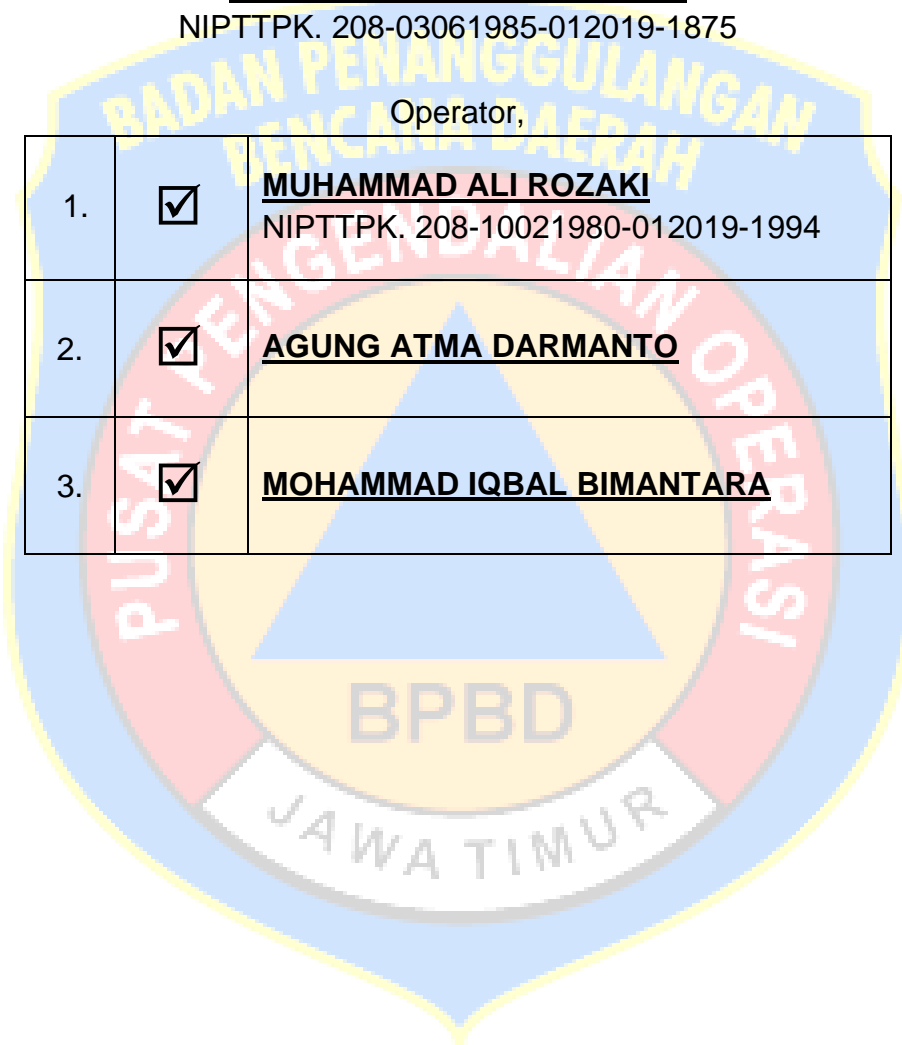 NIPTTPK. 208-03061985-012019-1875
BADAN PENANGGULANGAN
BENCANA DAERAH
Operator,
1. ☑ MUHAMMAD ALI ROZAKI
NIPTTPK. 208-10021980-012019-1994
2. ☑ AGUNG ATMA DARMANTO
3. ☑ MOHAMMAD IQBAL BIMANTARA
PUSAT PENGENDALIAN OPERASI
BPBD
JAWA TIMUR